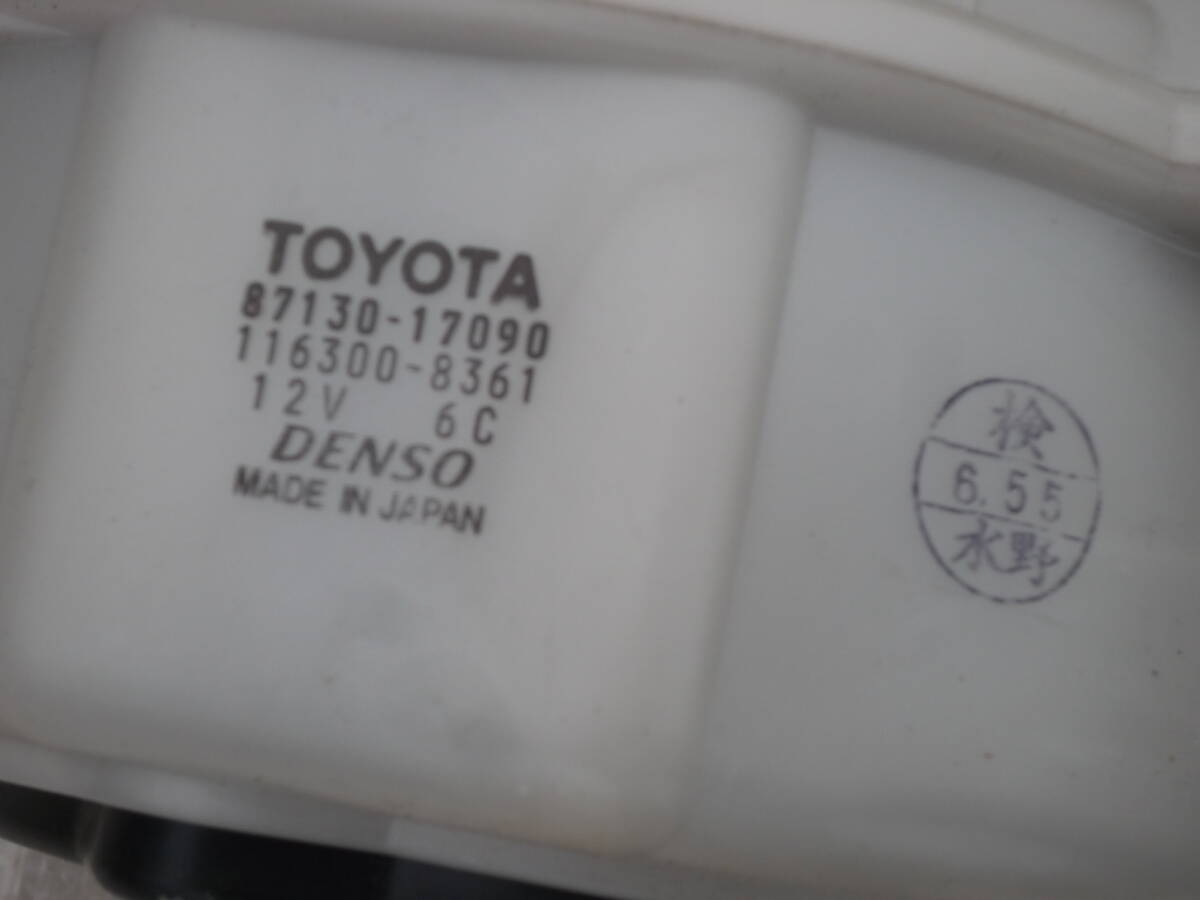 TOYOTA
87130-17090
116300-8361
12V 6C
DENSO
MADE IN JAPAN
検
6.55
水野